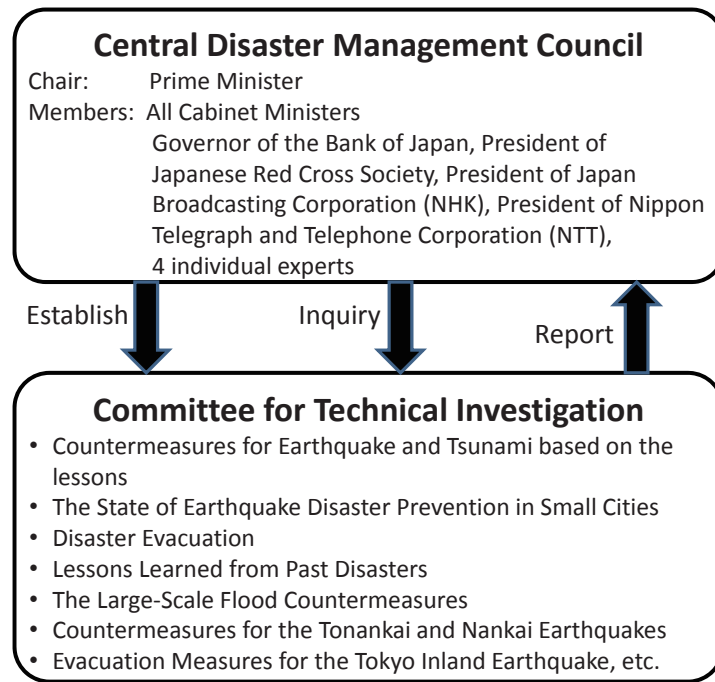 Central Disaster Management Council
Chair: Prime Minister
Members: All Cabinet Ministers
Governor of the Bank of Japan, President of
Japanese Red Cross Society, President of Japan
Broadcasting Corporation (NHK), President of Nippon
Telegraph and Telephone Corporation (NTT),
4 individual experts
Establish
Inquiry
Report
Committee for Technical Investigation
• Countermeasures for Earthquake and Tsunami based on the
lessons
• The State of Earthquake Disaster Prevention in Small Cities
• Disaster Evacuation
• Lessons Learned from Past Disasters
• The Large-Scale Flood Countermeasures
• Countermeasures for the Tonankai and Nankai Earthquakes
• Evacuation Measures for the Tokyo Inland Earthquake, etc.